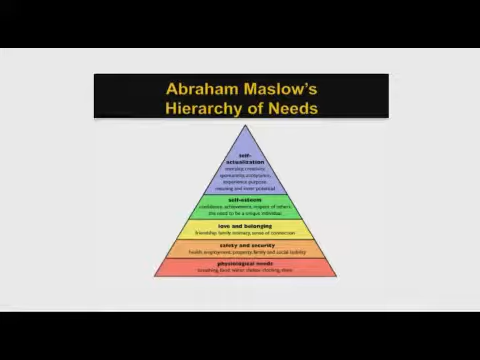 Abraham Maslow's
Hierarchy of Needs
self-
actualization
morality, creativity,
spontaneity, acceptance,
experience purpose,
meaning and inner potential
self-esteem
confidence, achievement, respect of others,
the need to be a unique individual
love and belonging
friendship, family, intimacy, sense of connection
safety and security
health, employment, property, family and social stability
physiological needs
breathing, food, water, shelter, clothing, sleep